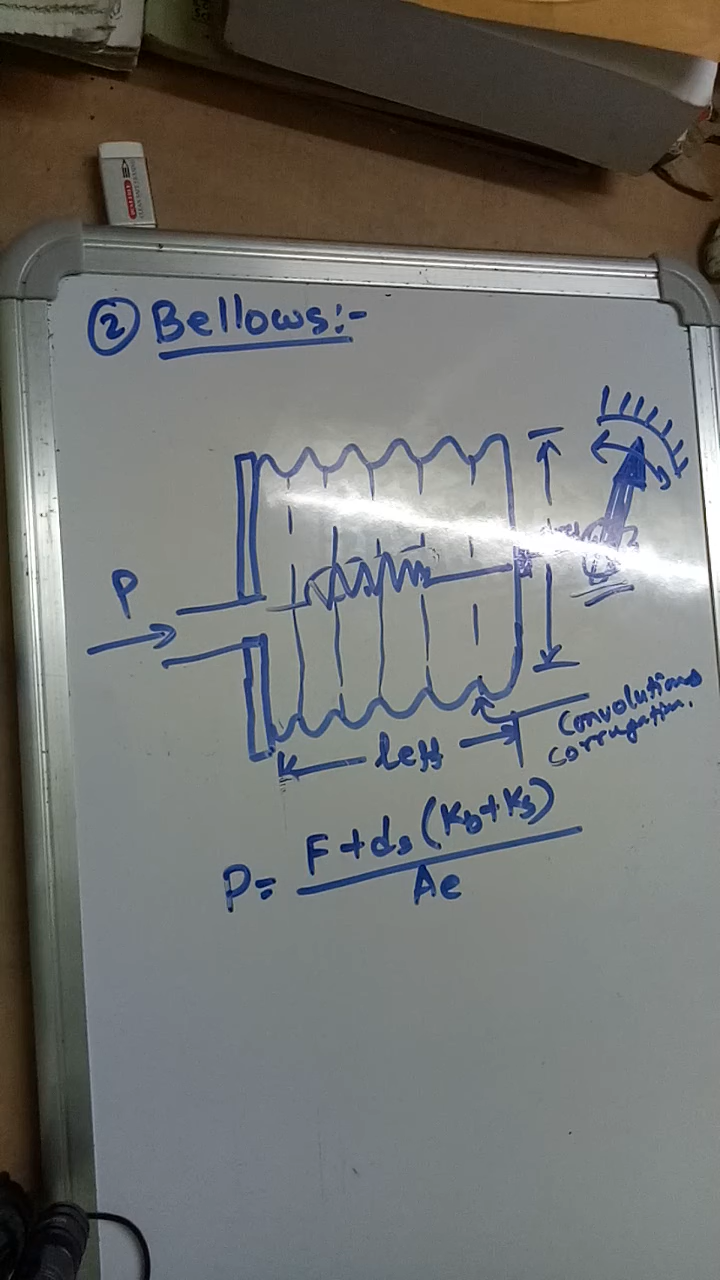 ② Bellows:-
P
leff
Convolutions
corrugation.
P= F+ds(Kb+Ks)
Ae